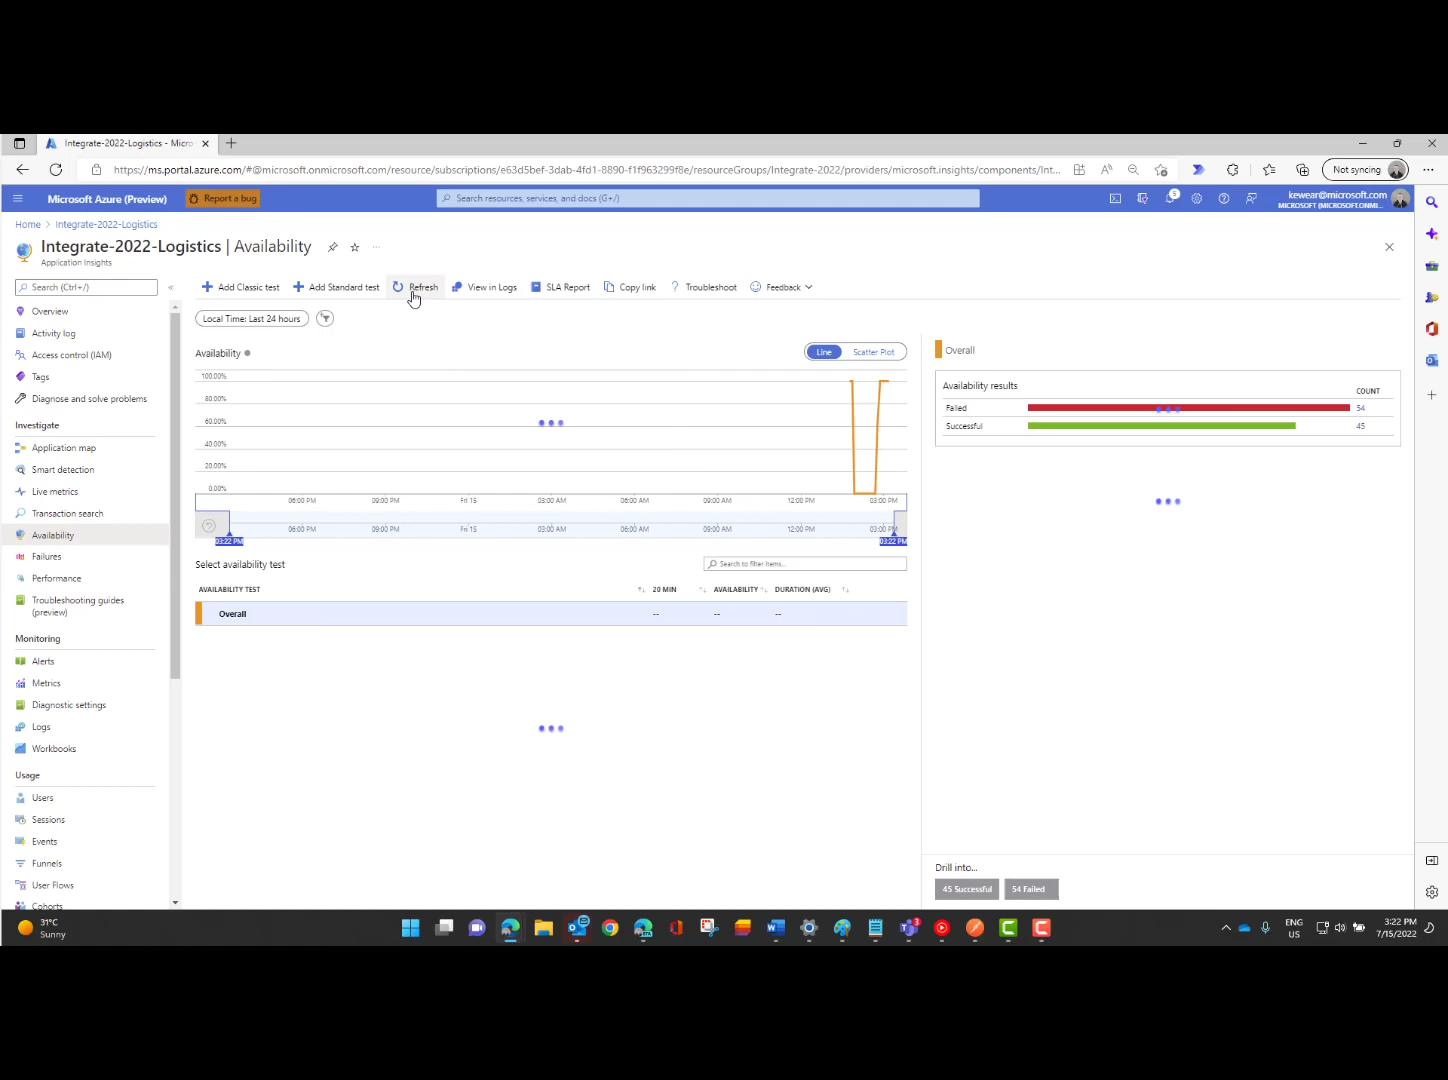 Integrate-2022-Logistics - Micro
https://ms.portal.azure.com/#@microsoft.onmicrosoft.com/resource/subscriptions/e63d5bef-3dab-4fd1-8890-f1f963299f8e/resourceGroups/Integrate-2022/providers/microsoft.insights/components/Int...
Not syncing
Microsoft Azure (Preview)
Report a bug
Search resources, services, and docs (G+/)
5
kewear@microsoft.com
MICROSOFT (MICROSOFT.ONMI...
Home > Integrate-2022-Logistics
Integrate-2022-Logistics | Availability
Application Insights
Search (Ctrl+/)
Overview
Activity log
Access control (IAM)
Tags
Diagnose and solve problems
Investigate
Application map
Smart detection
Live metrics
Transaction search
Availability
Failures
Performance
Troubleshooting guides
(preview)
Monitoring
Alerts
Metrics
Diagnostic settings
Logs
Workbooks
Usage
Users
Sessions
Events
Funnels
User Flows
Cohorts
Add Classic test
Add Standard test
Refresh
View in Logs
SLA Report
Copy link
Troubleshoot
Feedback
Local Time: Last 24 hours
Availability
Line
Scatter Plot
100.00%
80.00%
60.00%
40.00%
20.00%
0.00%
06:00 PM 09:00 PM Fri 15 03:00 AM 06:00 AM 09:00 AM 12:00 PM 03:00 PM
06:00 PM 09:00 PM Fri 15 03:00 AM 06:00 AM 09:00 AM 12:00 PM 03:00 PM
03:22 PM 03:22 PM
Select availability test
Search to filter items...
AVAILABILITY TEST 20 MIN AVAILABILITY DURATION (AVG)
Overall -- -- --
Overall
Availability results
COUNT
Failed 54
Successful 45
Drill into...
45 Successful
54 Failed
31°C
Sunny
3
ENG
US
3:22 PM
7/15/2022